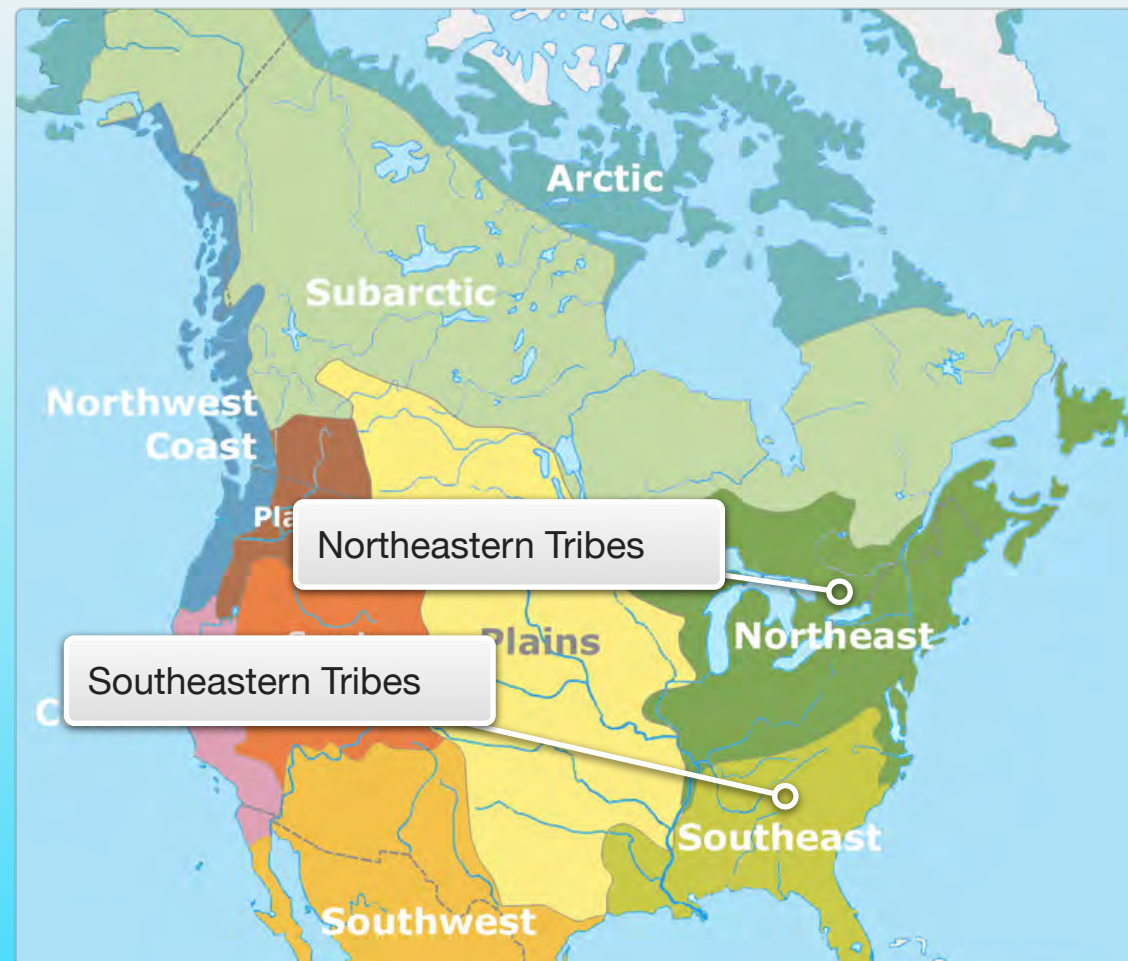 Arctic
Subarctic
Northwest
Coast
Northeastern Tribes
Plains
Northeast
Southeastern Tribes
Southeast
Southwest